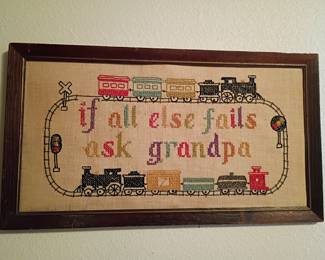 if all else fails
ask grandpa